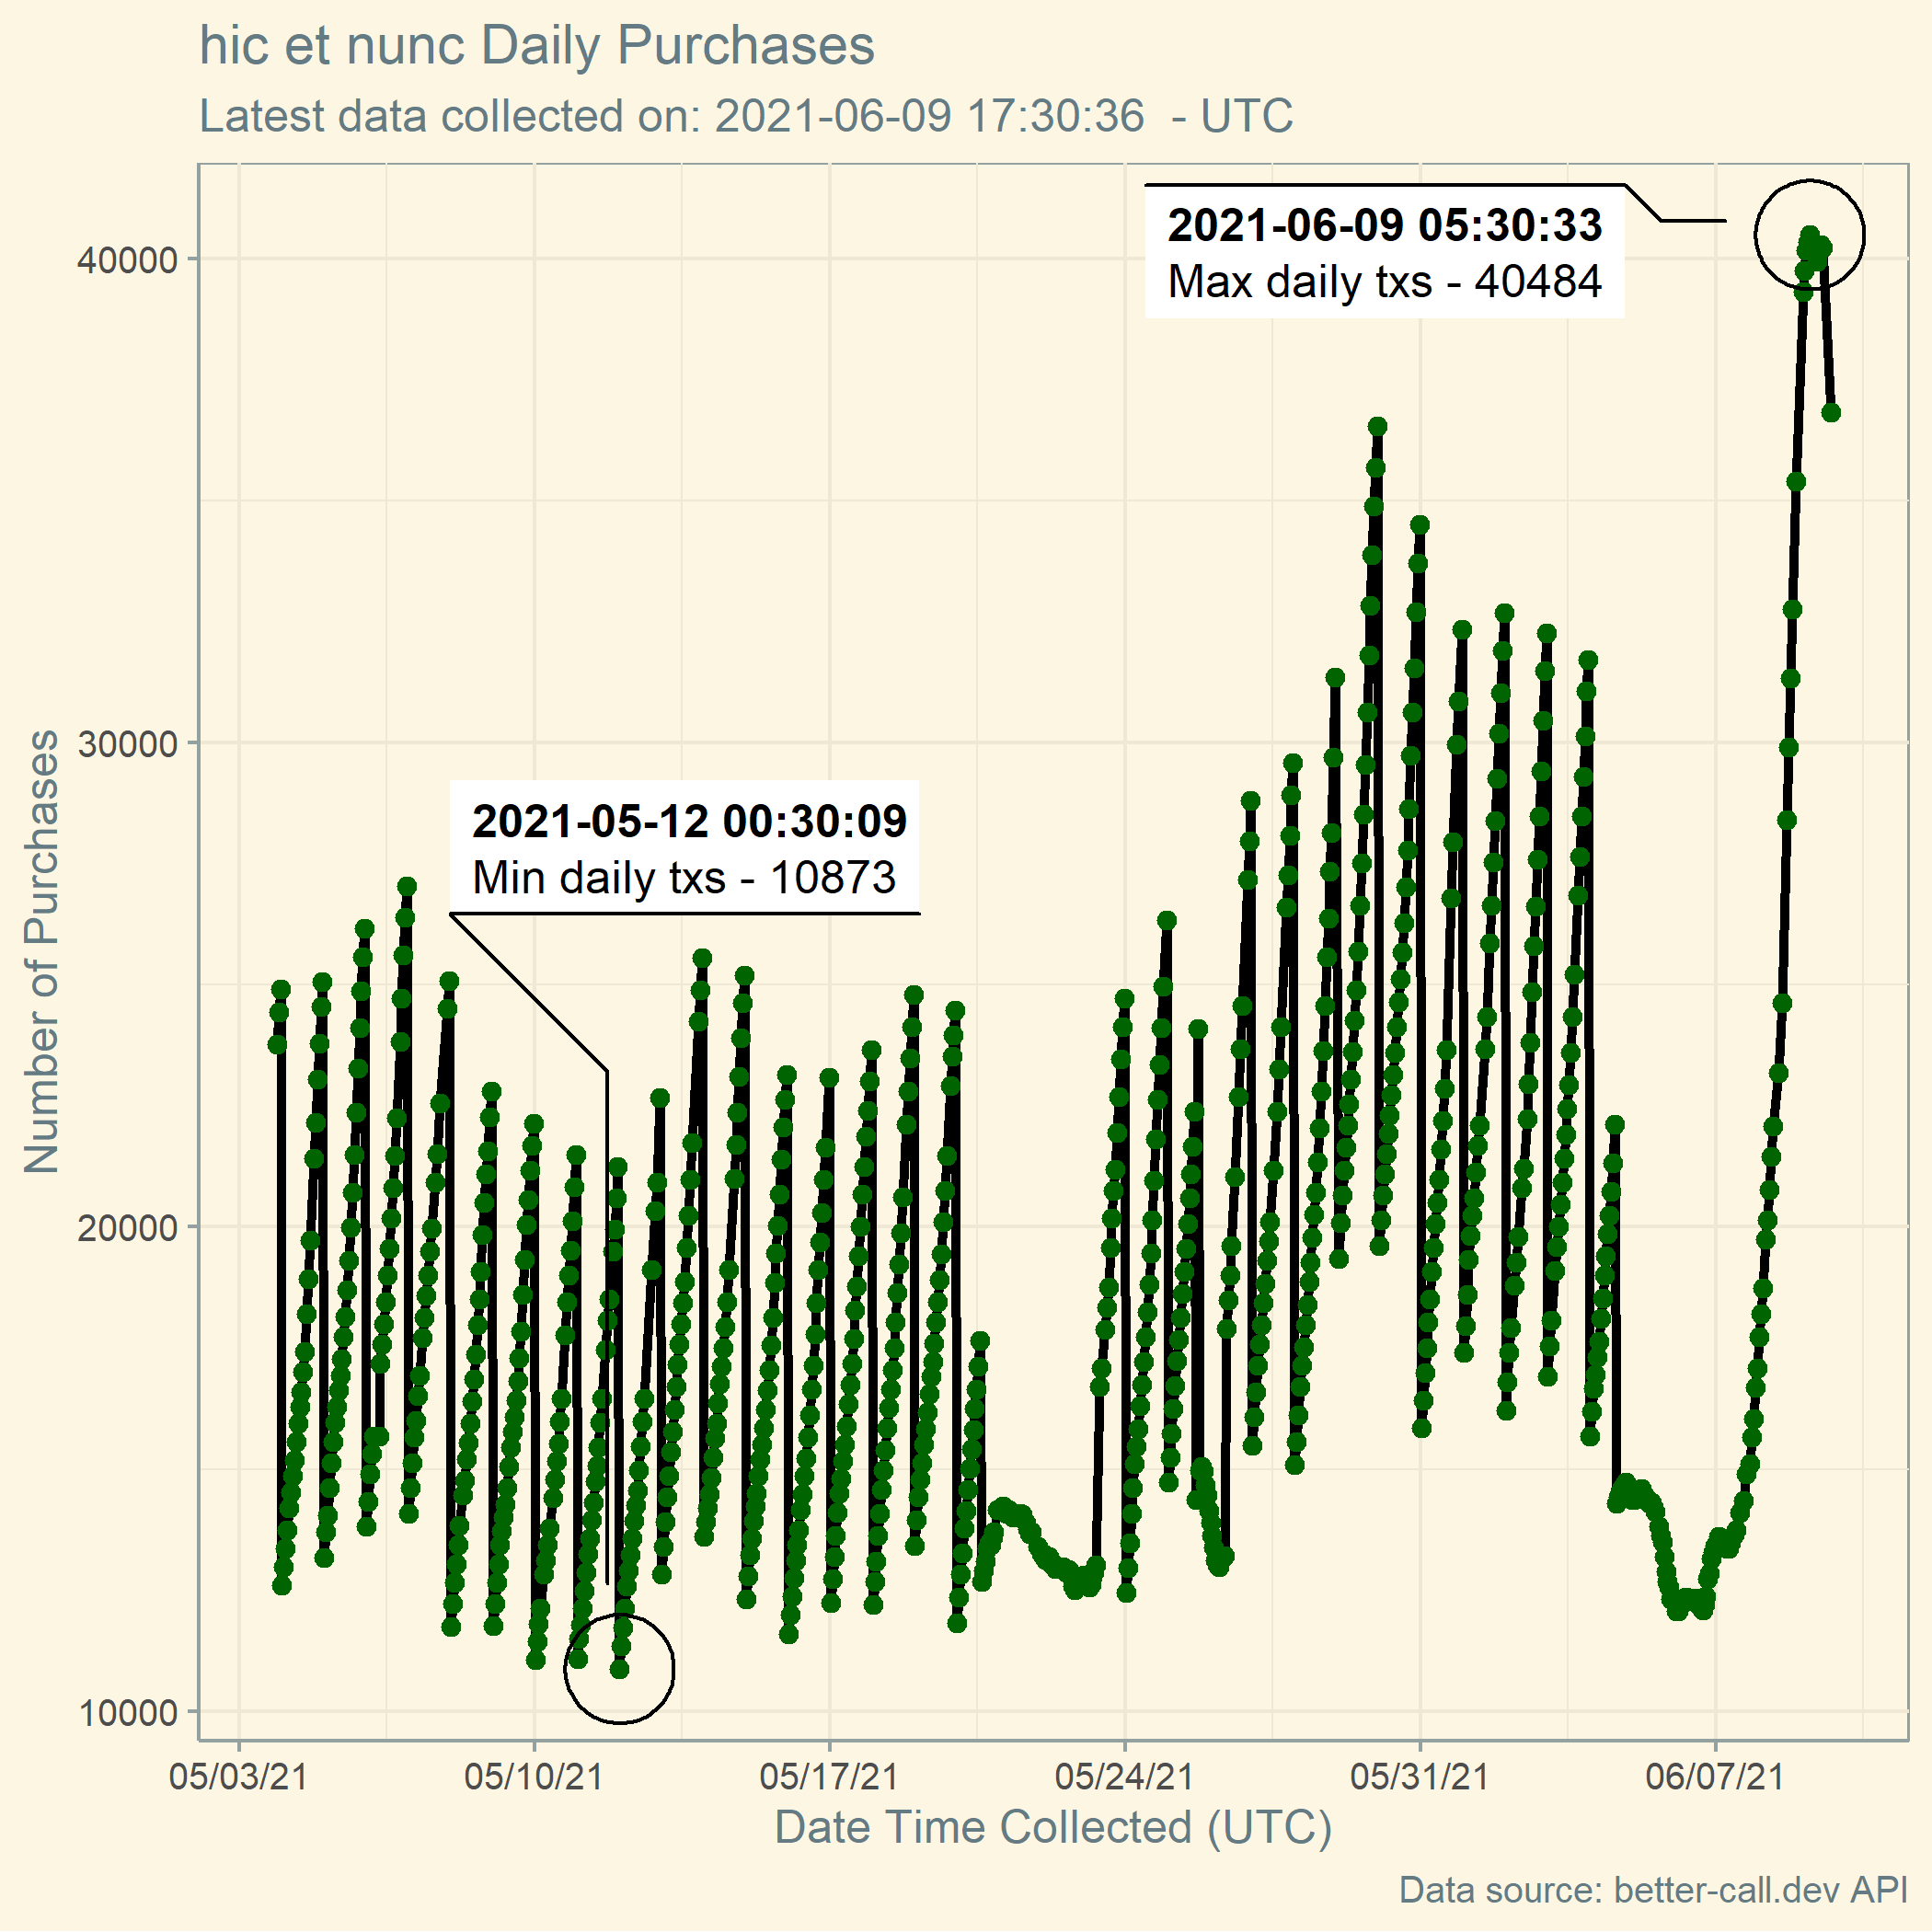 hic et nunc Daily Purchases
Latest data collected on: 2021-06-09 17:30:36  - UTC
2021-06-09 05:30:33
Max daily txs - 40484
2021-05-12 00:30:09
Min daily txs - 10873
Number of Purchases
40000
30000
20000
10000
05/03/21
05/10/21
05/17/21
05/24/21
05/31/21
06/07/21
Date Time Collected (UTC)
Data source: better-call.dev API